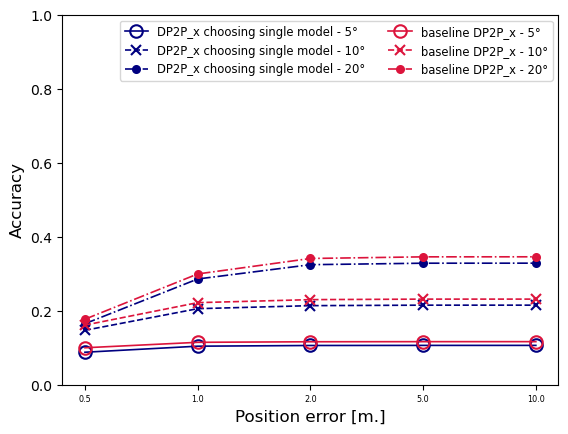 1.0
DP2P_x choosing single model - 5°
baseline DP2P_x - 5°
DP2P_x choosing single model - 10°
baseline DP2P_x - 10°
DP2P_x choosing single model - 20°
baseline DP2P_x - 20°
0.8
0.6
0.4
0.2
0.0
Accuracy
0.5 1.0 2.0 5.0 10.0
Position error [m.]